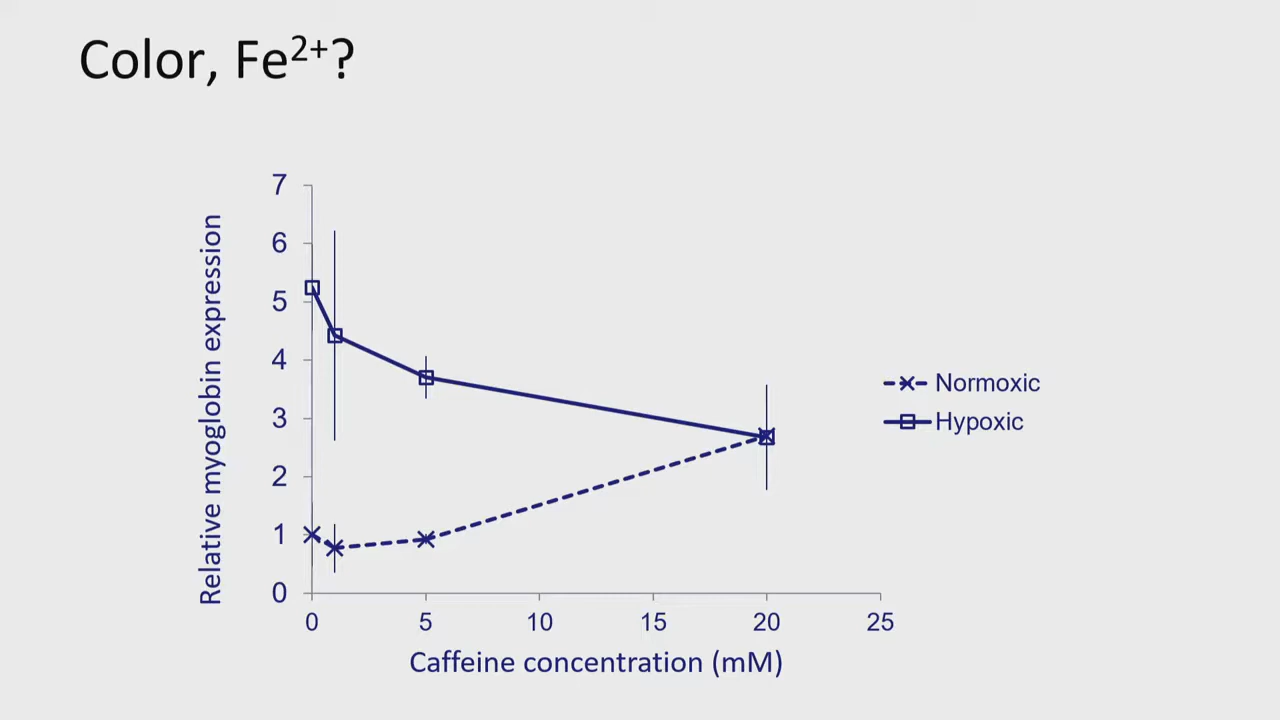 Color, Fe²⁺?
Relative myoglobin expression
7
6
5
4
3
2
1
0
0 5 10 15 20 25
Caffeine concentration (mM)
Normoxic
Hypoxic